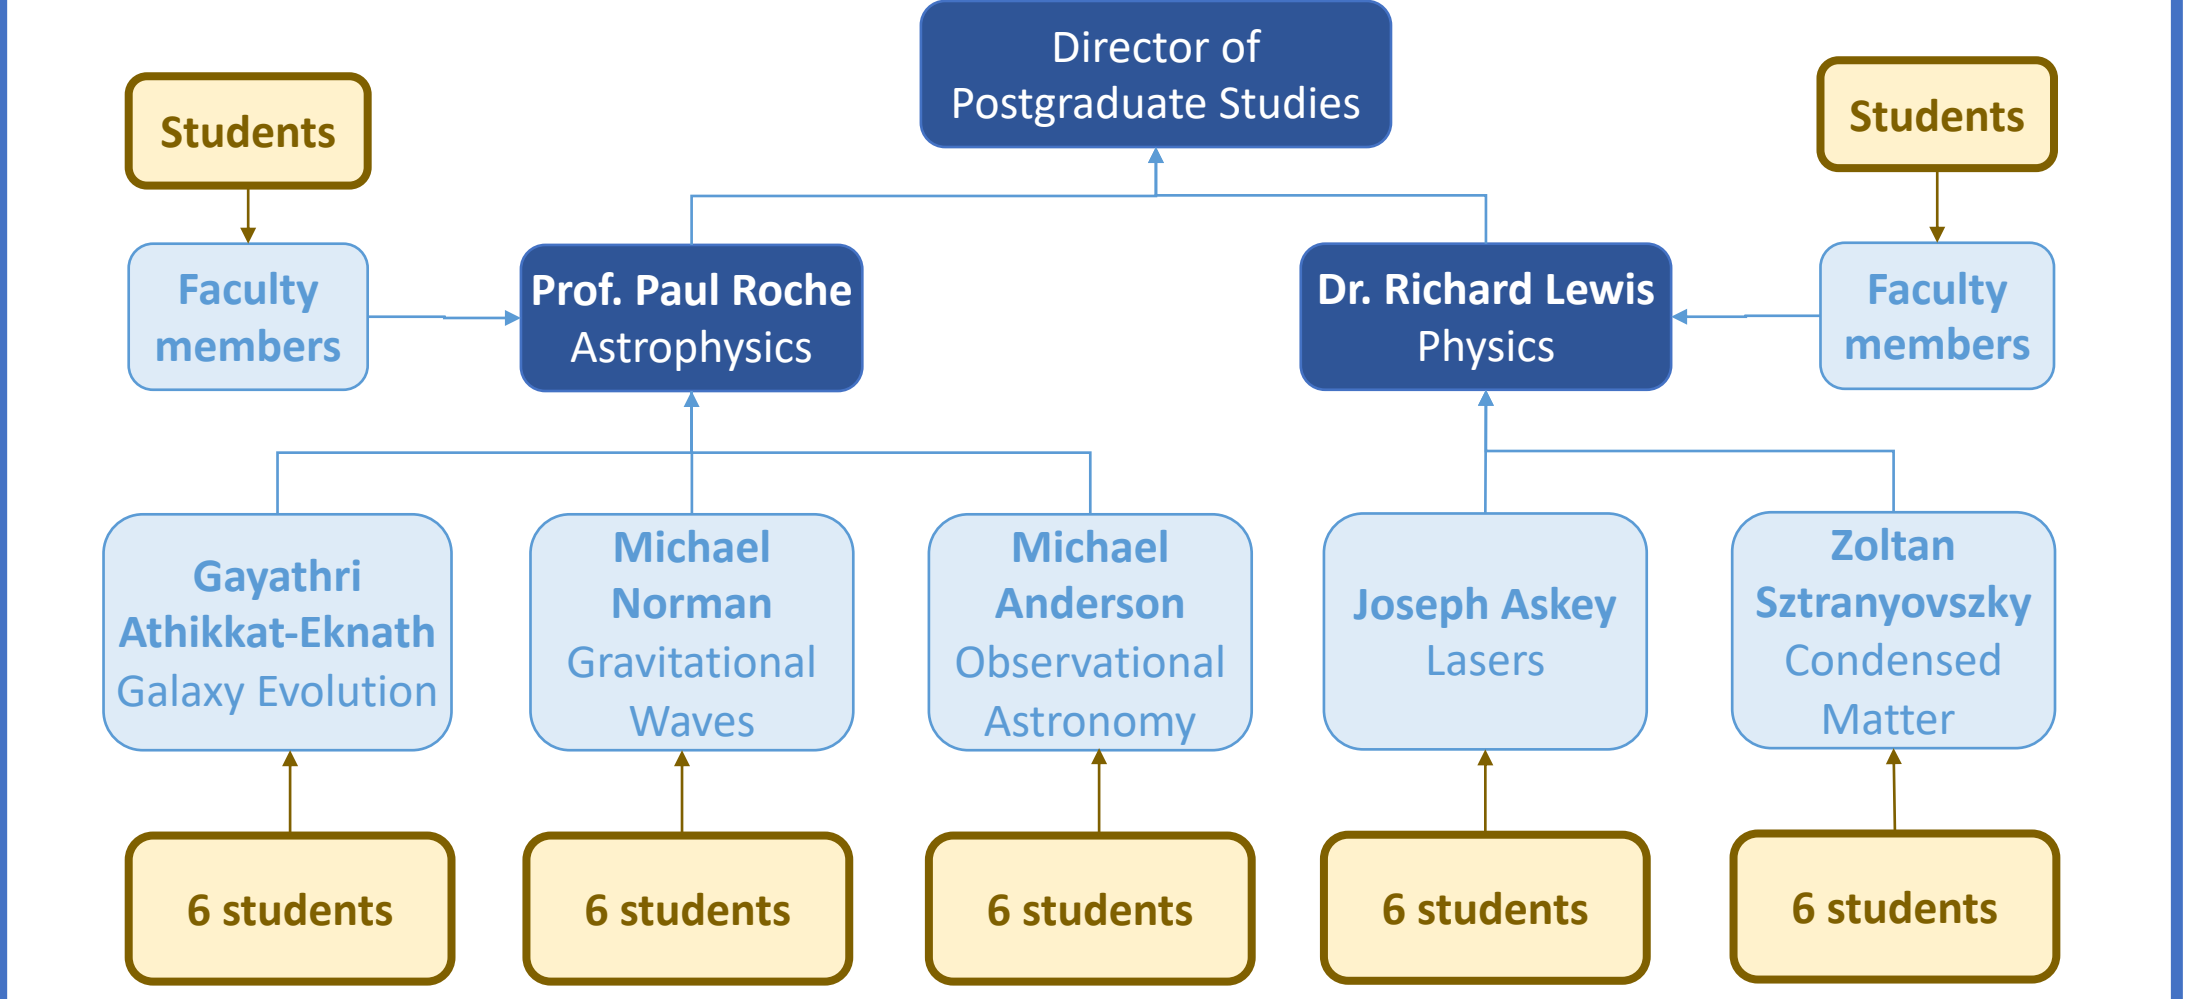 Director of
Postgraduate Studies
Students
Students
Faculty
members
Prof. Paul Roche
Astrophysics
Dr. Richard Lewis
Physics
Faculty
members
Gayathri
Athikkat-Eknath
Galaxy Evolution
Michael
Norman
Gravitational
Waves
Michael
Anderson
Observational
Astronomy
Joseph Askey
Lasers
Zoltan
Sztranyovszky
Condensed
Matter
6 students
6 students
6 students
6 students
6 students